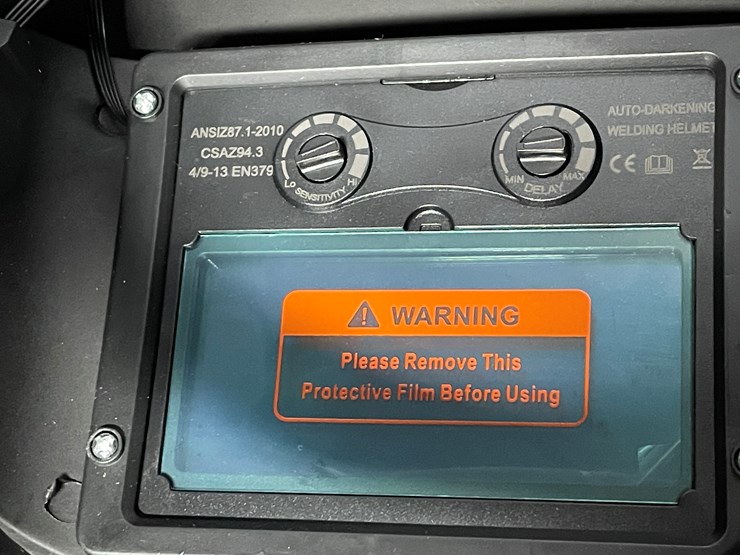 ANSIZ87.1-2010
CSAZ94.3
4/9-13 EN379
LO SENSITIVITY HI
MIN DELAY MAX
AUTO-DARKENING
WELDING HELMET
CE
WARNING
Please Remove This
Protective Film Before Using